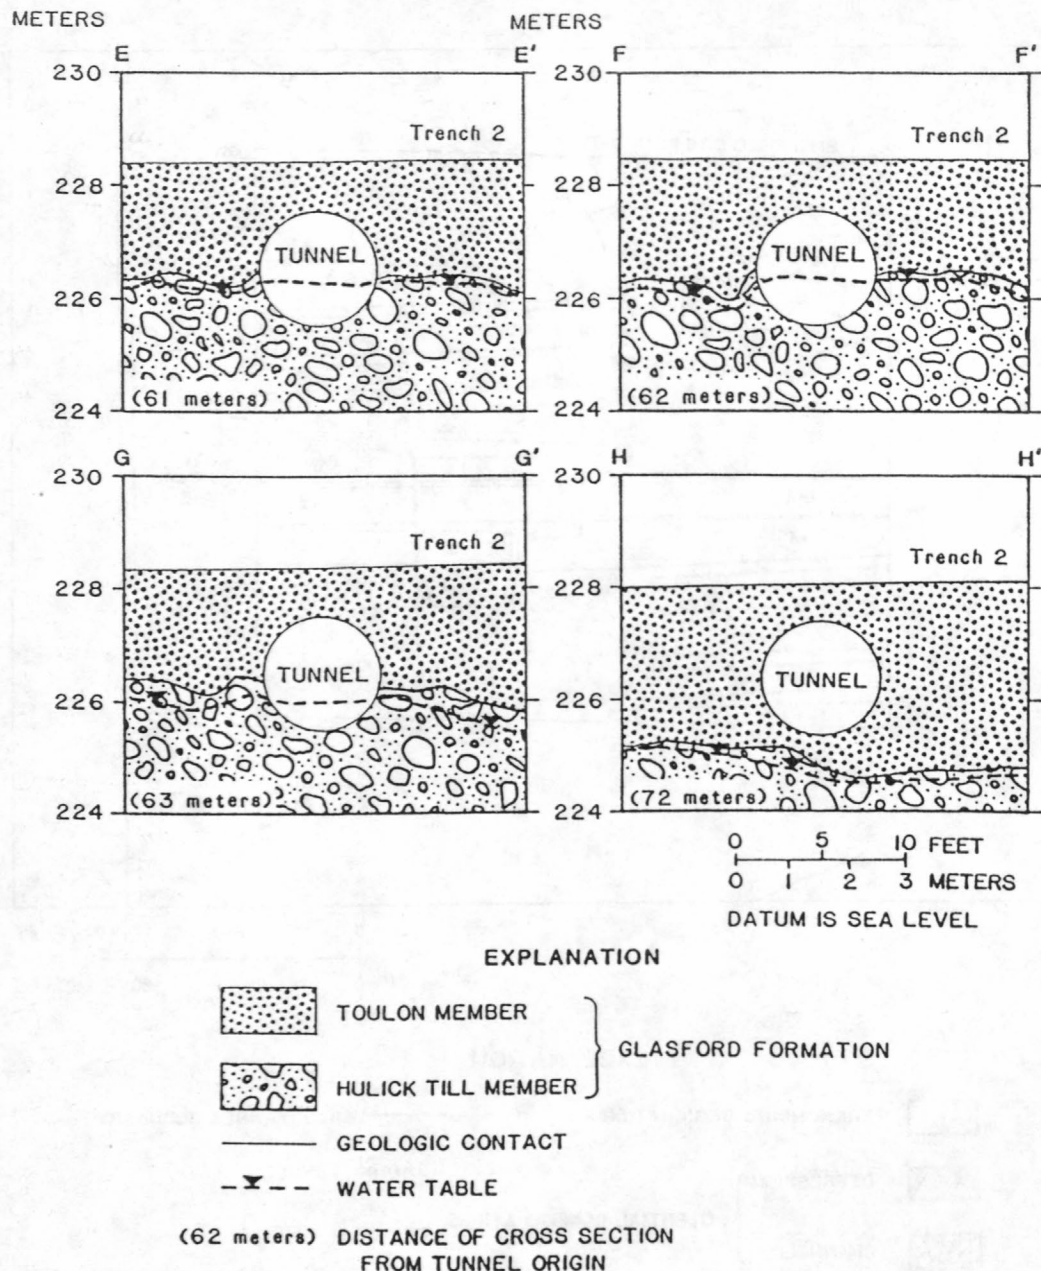 METERS METERS
E E' F F'
230 230
Trench 2 Trench 2
228 228
TUNNEL TUNNEL
226 226
(61 meters) (62 meters)
224 224
G G' H H'
230 230
Trench 2 Trench 2
228 228
TUNNEL TUNNEL
226 226
(63 meters) (72 meters)
224 224
0 5 10 FEET
0 1 2 3 METERS
DATUM IS SEA LEVEL
EXPLANATION
TOULON MEMBER
GLASFORD FORMATION
HULICK TILL MEMBER
GEOLOGIC CONTACT
WATER TABLE
(62 meters) DISTANCE OF CROSS SECTION
FROM TUNNEL ORIGIN